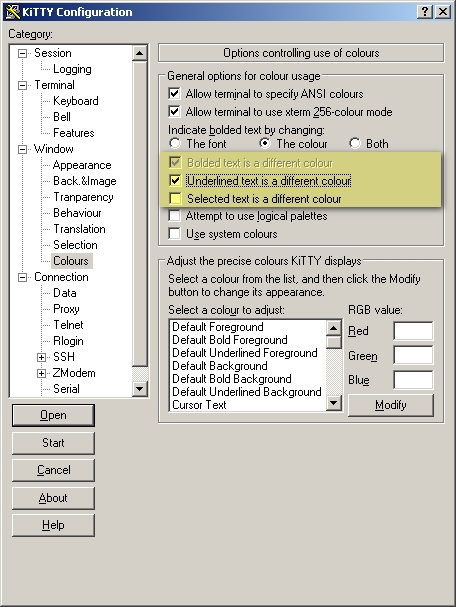 KiTTY Configuration
Category:
Session
Logging
Terminal
Keyboard
Bell
Features
Window
Appearance
Back.&Image
Tranparency
Behaviour
Translation
Selection
Colours
Connection
Data
Proxy
Telnet
Rlogin
SSH
ZModem
Serial
Open
Start
Cancel
About
Help
Options controlling use of colours
General options for colour usage
Allow terminal to specify ANSI colours
Allow terminal to use xterm 256-colour mode
Indicate bolded text by changing:
The font The colour Both
Bolded text is a different colour
Underlined text is a different colour
Selected text is a different colour
Attempt to use logical palettes
Use system colours
Adjust the precise colours KiTTY displays
Select a colour from the list, and then click the Modify
button to change its appearance.
Select a colour to adjust:
Default Foreground
Default Bold Foreground
Default Underlined Foreground
Default Background
Default Bold Background
Default Underlined Background
Cursor Text
RGB value:
Red
Green
Blue
Modify